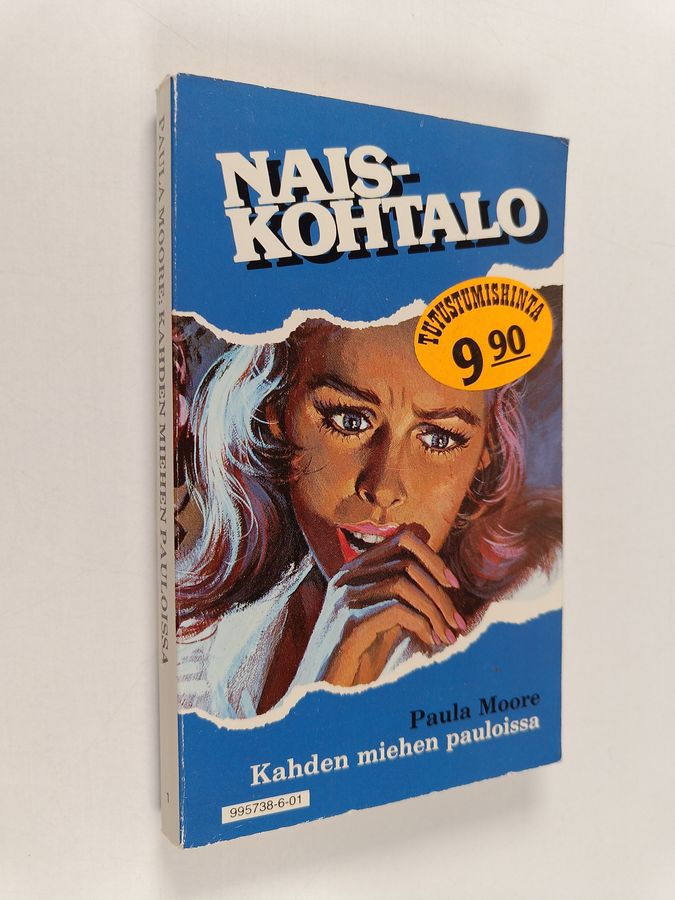 NAIS-
KOHTALO
TUTUSTUMISHINTA
9 90
Paula Moore
Kahden miehen pauloissa
995738-6-01
PAULA MOORE: KAHDEN MIEHEN PAULOISSA
1